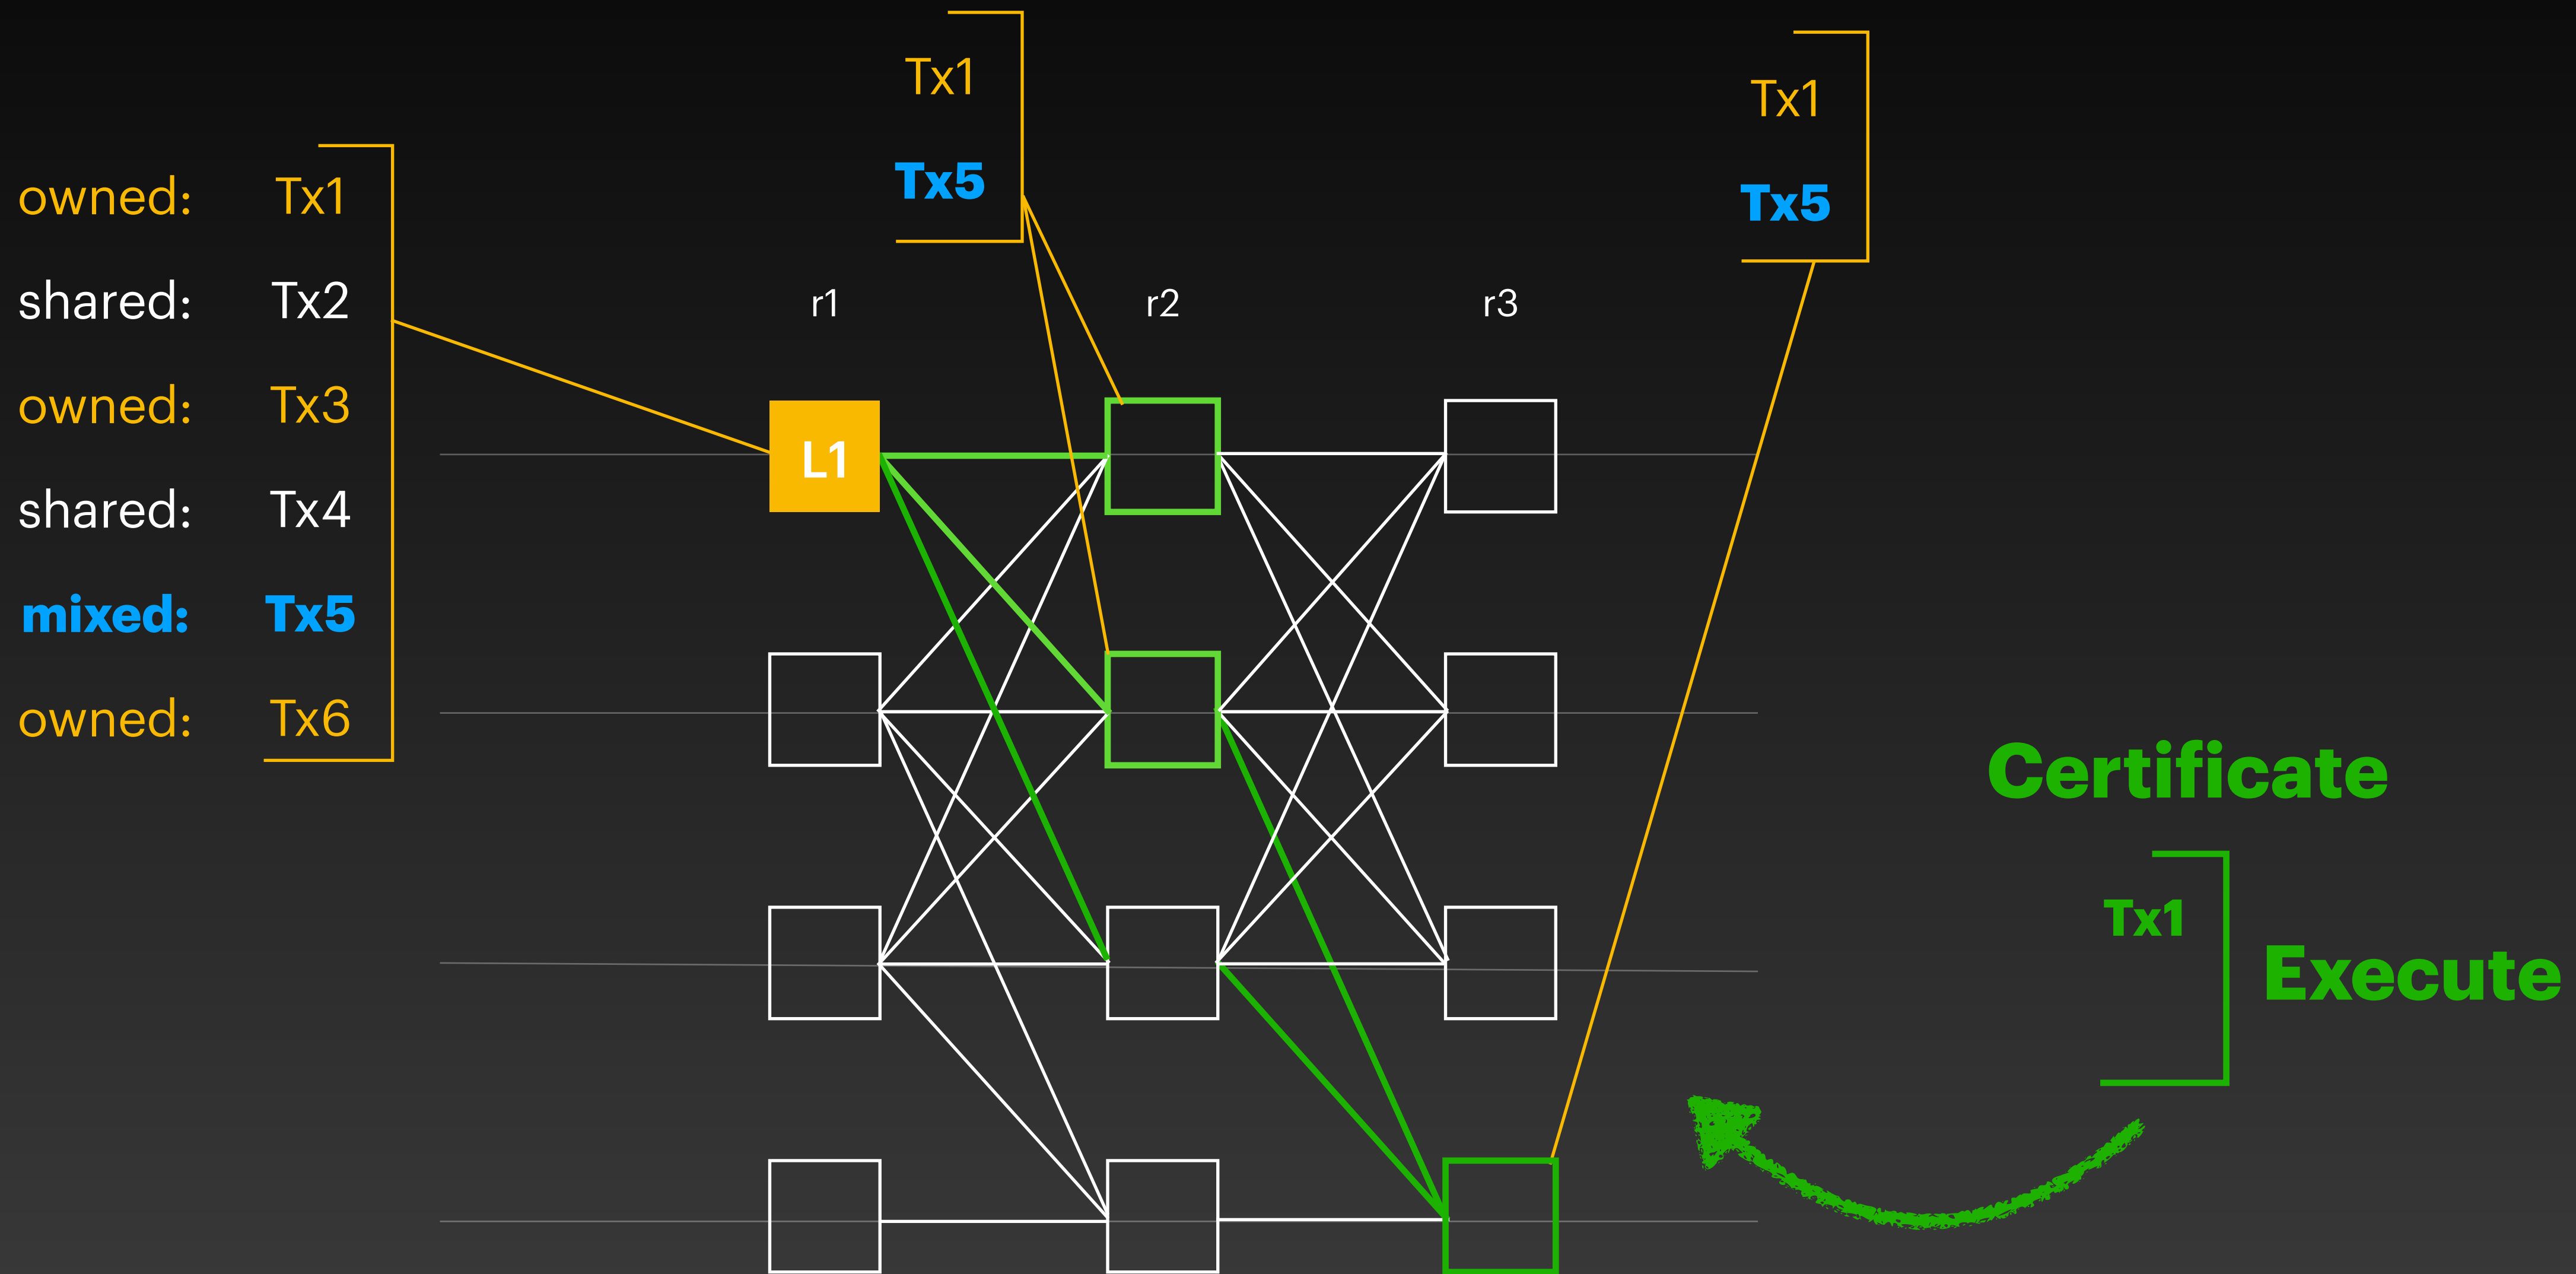 Tx1
Tx5
Tx1
Tx5
owned: Tx1
shared: Tx2
owned: Tx3
shared: Tx4
mixed: Tx5
owned: Tx6
r1 r2 r3
L1
Certificate
Tx1
Execute